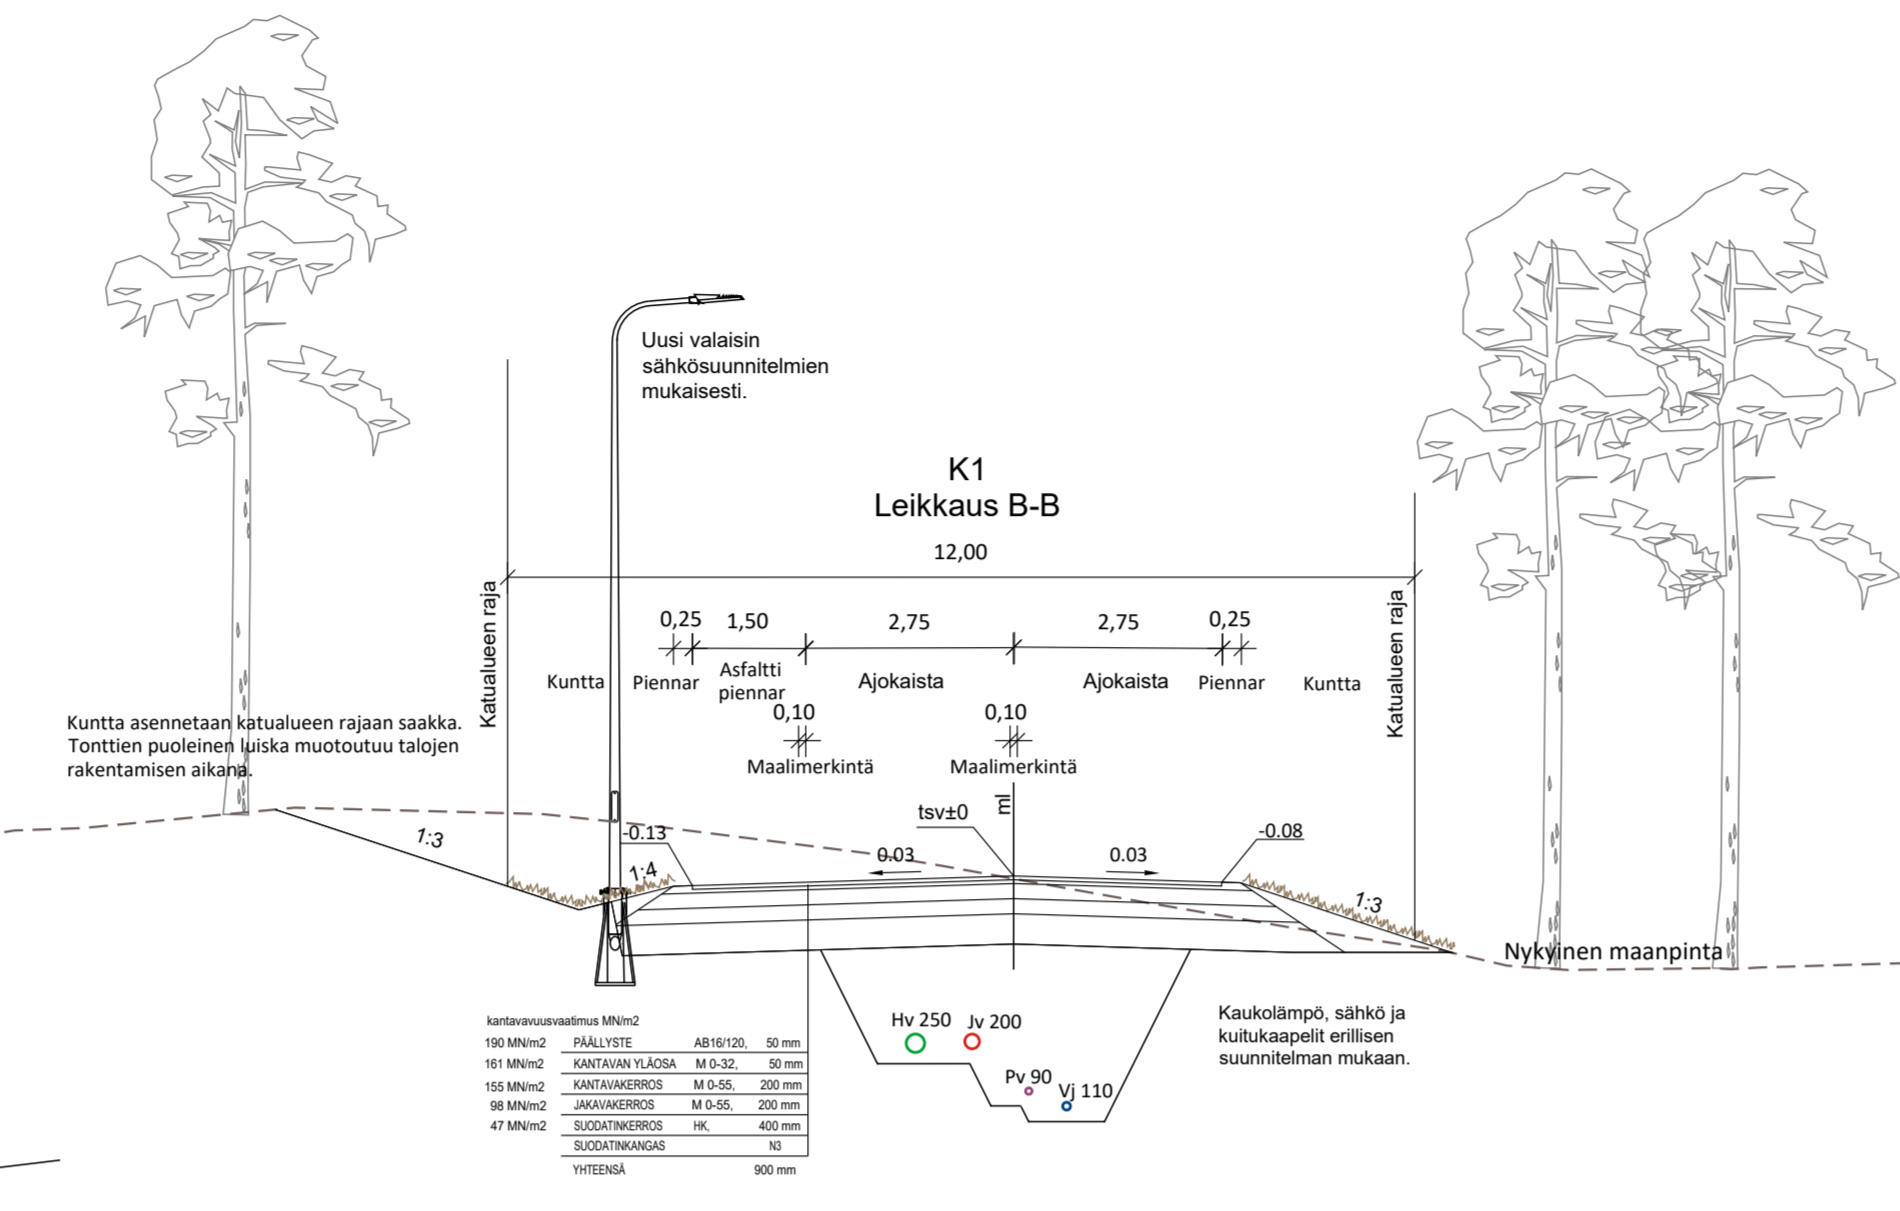 Uusi valaisin
sähkösuunnitelmien
mukaisesti.
K1
Leikkaus B-B
12,00
Katualueen raja
Katualueen raja
0,25 1,50 2,75 2,75 0,25
Kuntta Piennar Asfaltti
piennar Ajokaista Ajokaista Piennar Kuntta
0,10 0,10
Maalimerkintä Maalimerkintä
Kuntta asennetaan katualueen rajaan saakka.
Tonttien puoleinen luiska muotoutuu talojen
rakentamisen aikana.
ml
tsv±0
1:3 -0.13 -0.08
1:4 0.03 0.03
1:3
Nykyinen maanpinta
Hv 250 Jv 200
Pv 90 Vj 110
Kaukolämpö, sähkö ja
kuitukaapelit erillisen
suunnitelman mukaan.
kantavavuusvaatimus MN/m2
190 MN/m2 PÄÄLLYSTE AB16/120, 50 mm
161 MN/m2 KANTAVAN YLÄOSA M 0-32, 50 mm
155 MN/m2 KANTAVAKERROS M 0-55, 200 mm
98 MN/m2 JAKAVAKERROS M 0-55, 200 mm
47 MN/m2 SUODATINKERROS HK, 400 mm
SUODATINKANGAS N3
YHTEENSÄ 900 mm